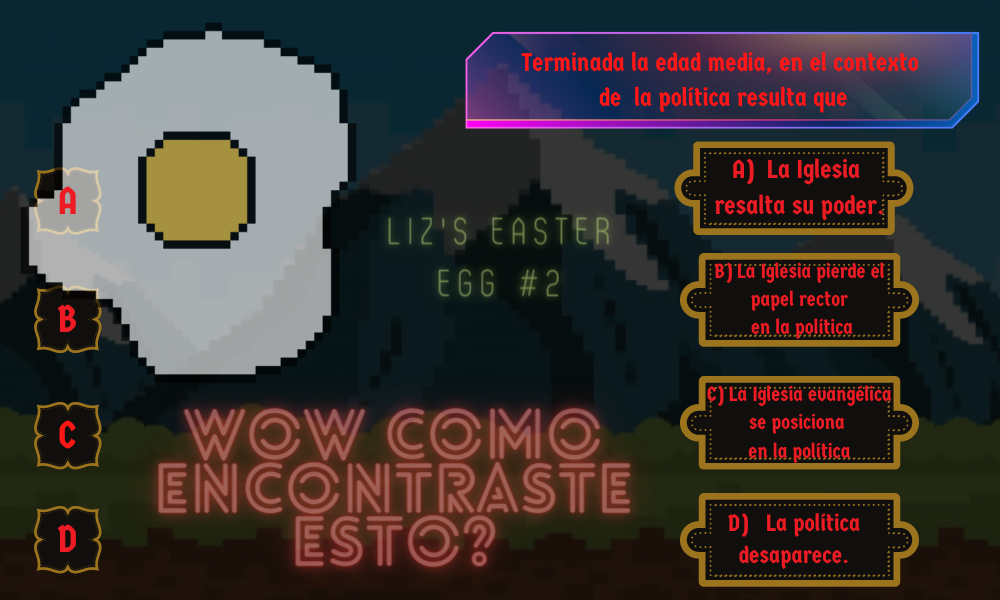 Terminada la edad media, en el contexto
de la política resulta que
A) La Iglesia
resalta su poder.
B) La Iglesia pierde el
papel rector
en la política
C) La Iglesia evangélica
se posiciona
en la política
D) La política
desaparece.
A
B
C
D
LIZ'S EASTER
EGG #2
WOW COMO
ENCONTRASTE
ESTO?